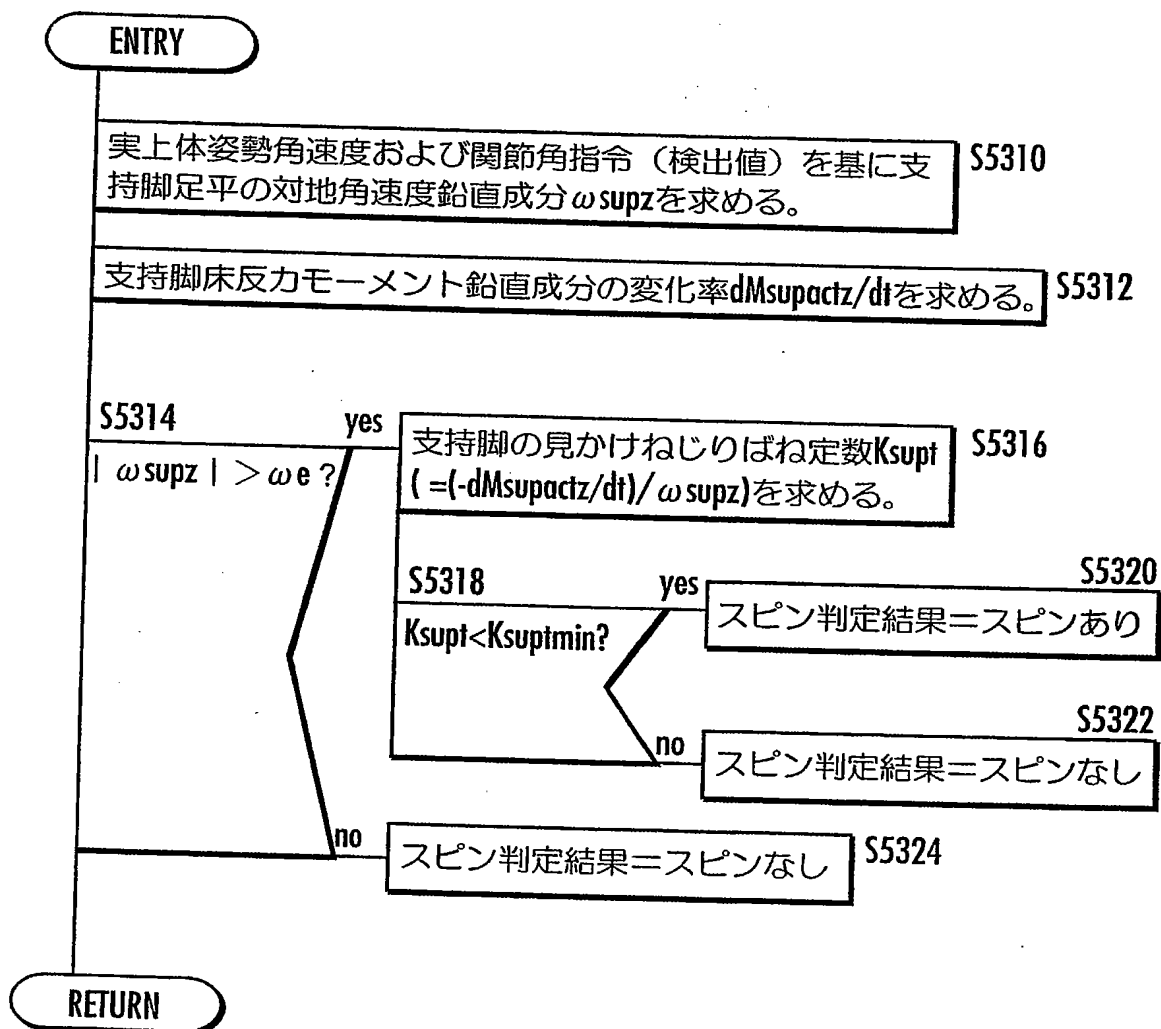 ENTRY
実上体姿勢角速度および関節角指令（検出値）を基に支
持脚足平の対地角速度鉛直成分ωsupzを求める。
S5310
支持脚床反力モーメント鉛直成分の変化率dMsupactz/dtを求める。
S5312
S5314
yes
|ωsupz|＞ωe？
支持脚の見かけねじりばね定数Ksupt
(=(-dMsupactz/dt)/ωsupz)を求める。
S5316
S5318
yes
Ksupt<Ksuptmin?
S5320
スピン判定結果＝スピンあり
S5322
no
スピン判定結果＝スピンなし
no
スピン判定結果＝スピンなし
S5324
RETURN